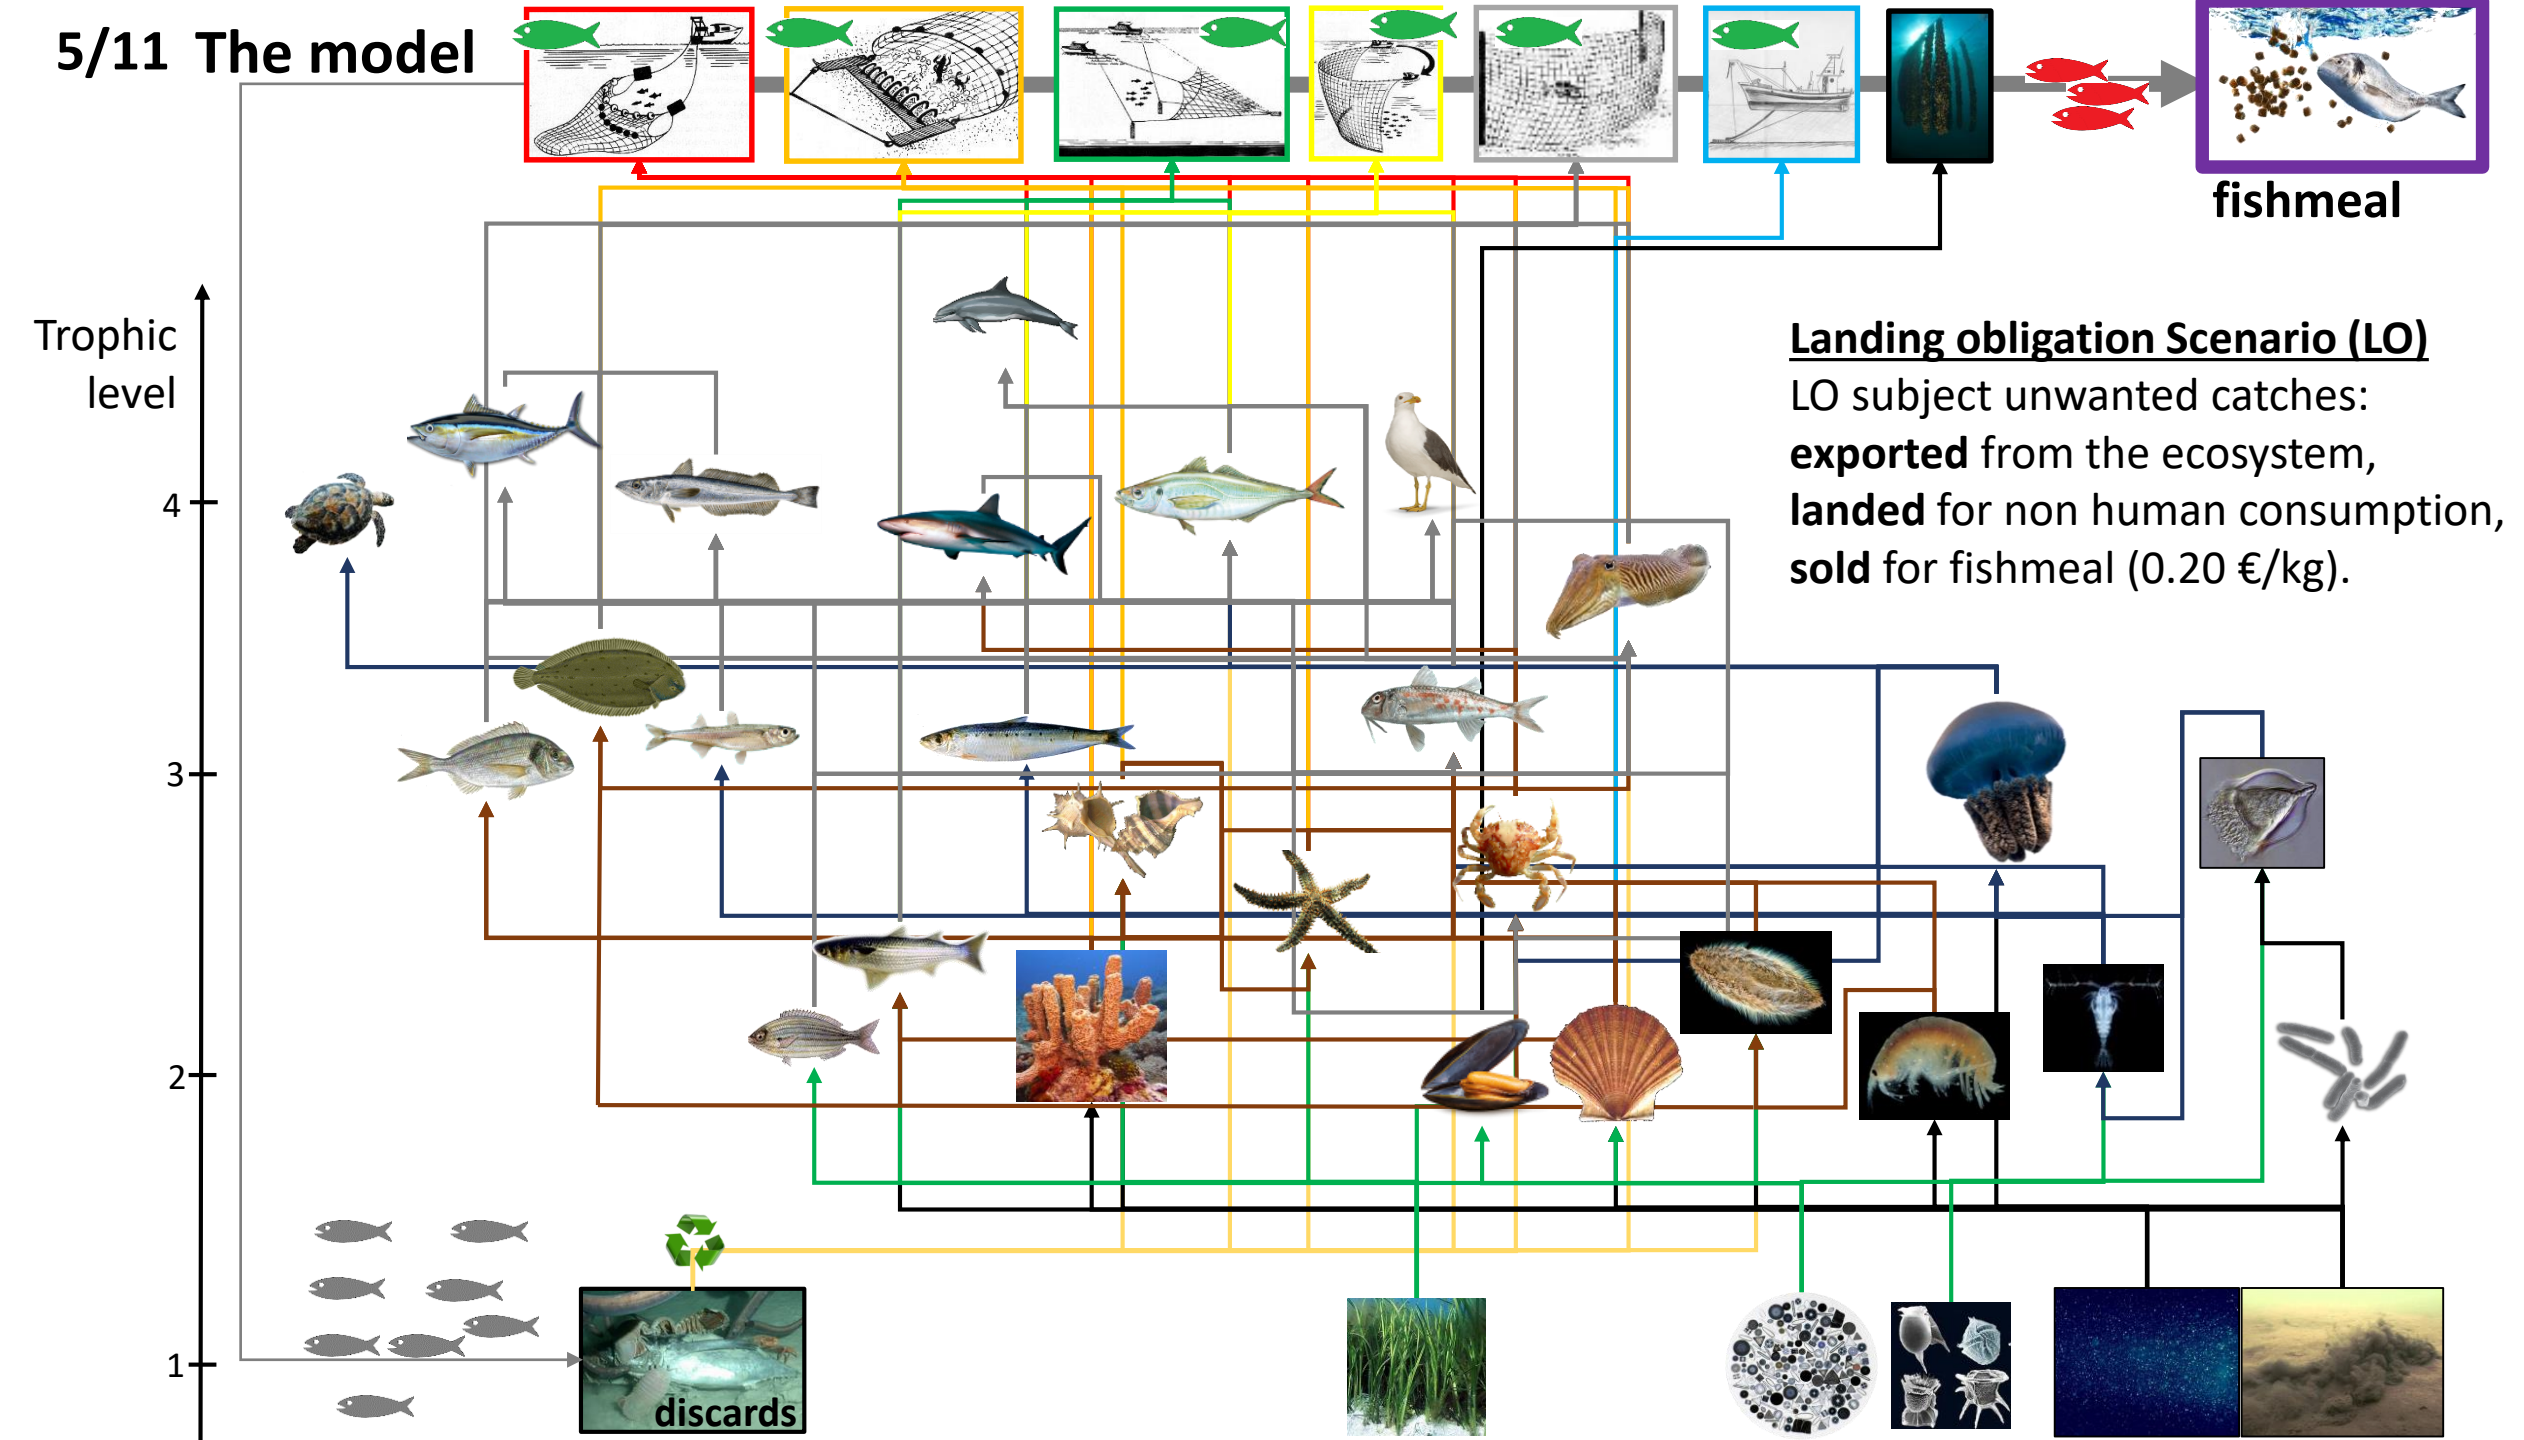 5/11 The model
fishmeal
Trophic
level
4
3
2
1
Landing obligation Scenario (LO)
LO subject unwanted catches:
exported from the ecosystem,
landed for non human consumption,
sold for fishmeal (0.20 €/kg).
discards